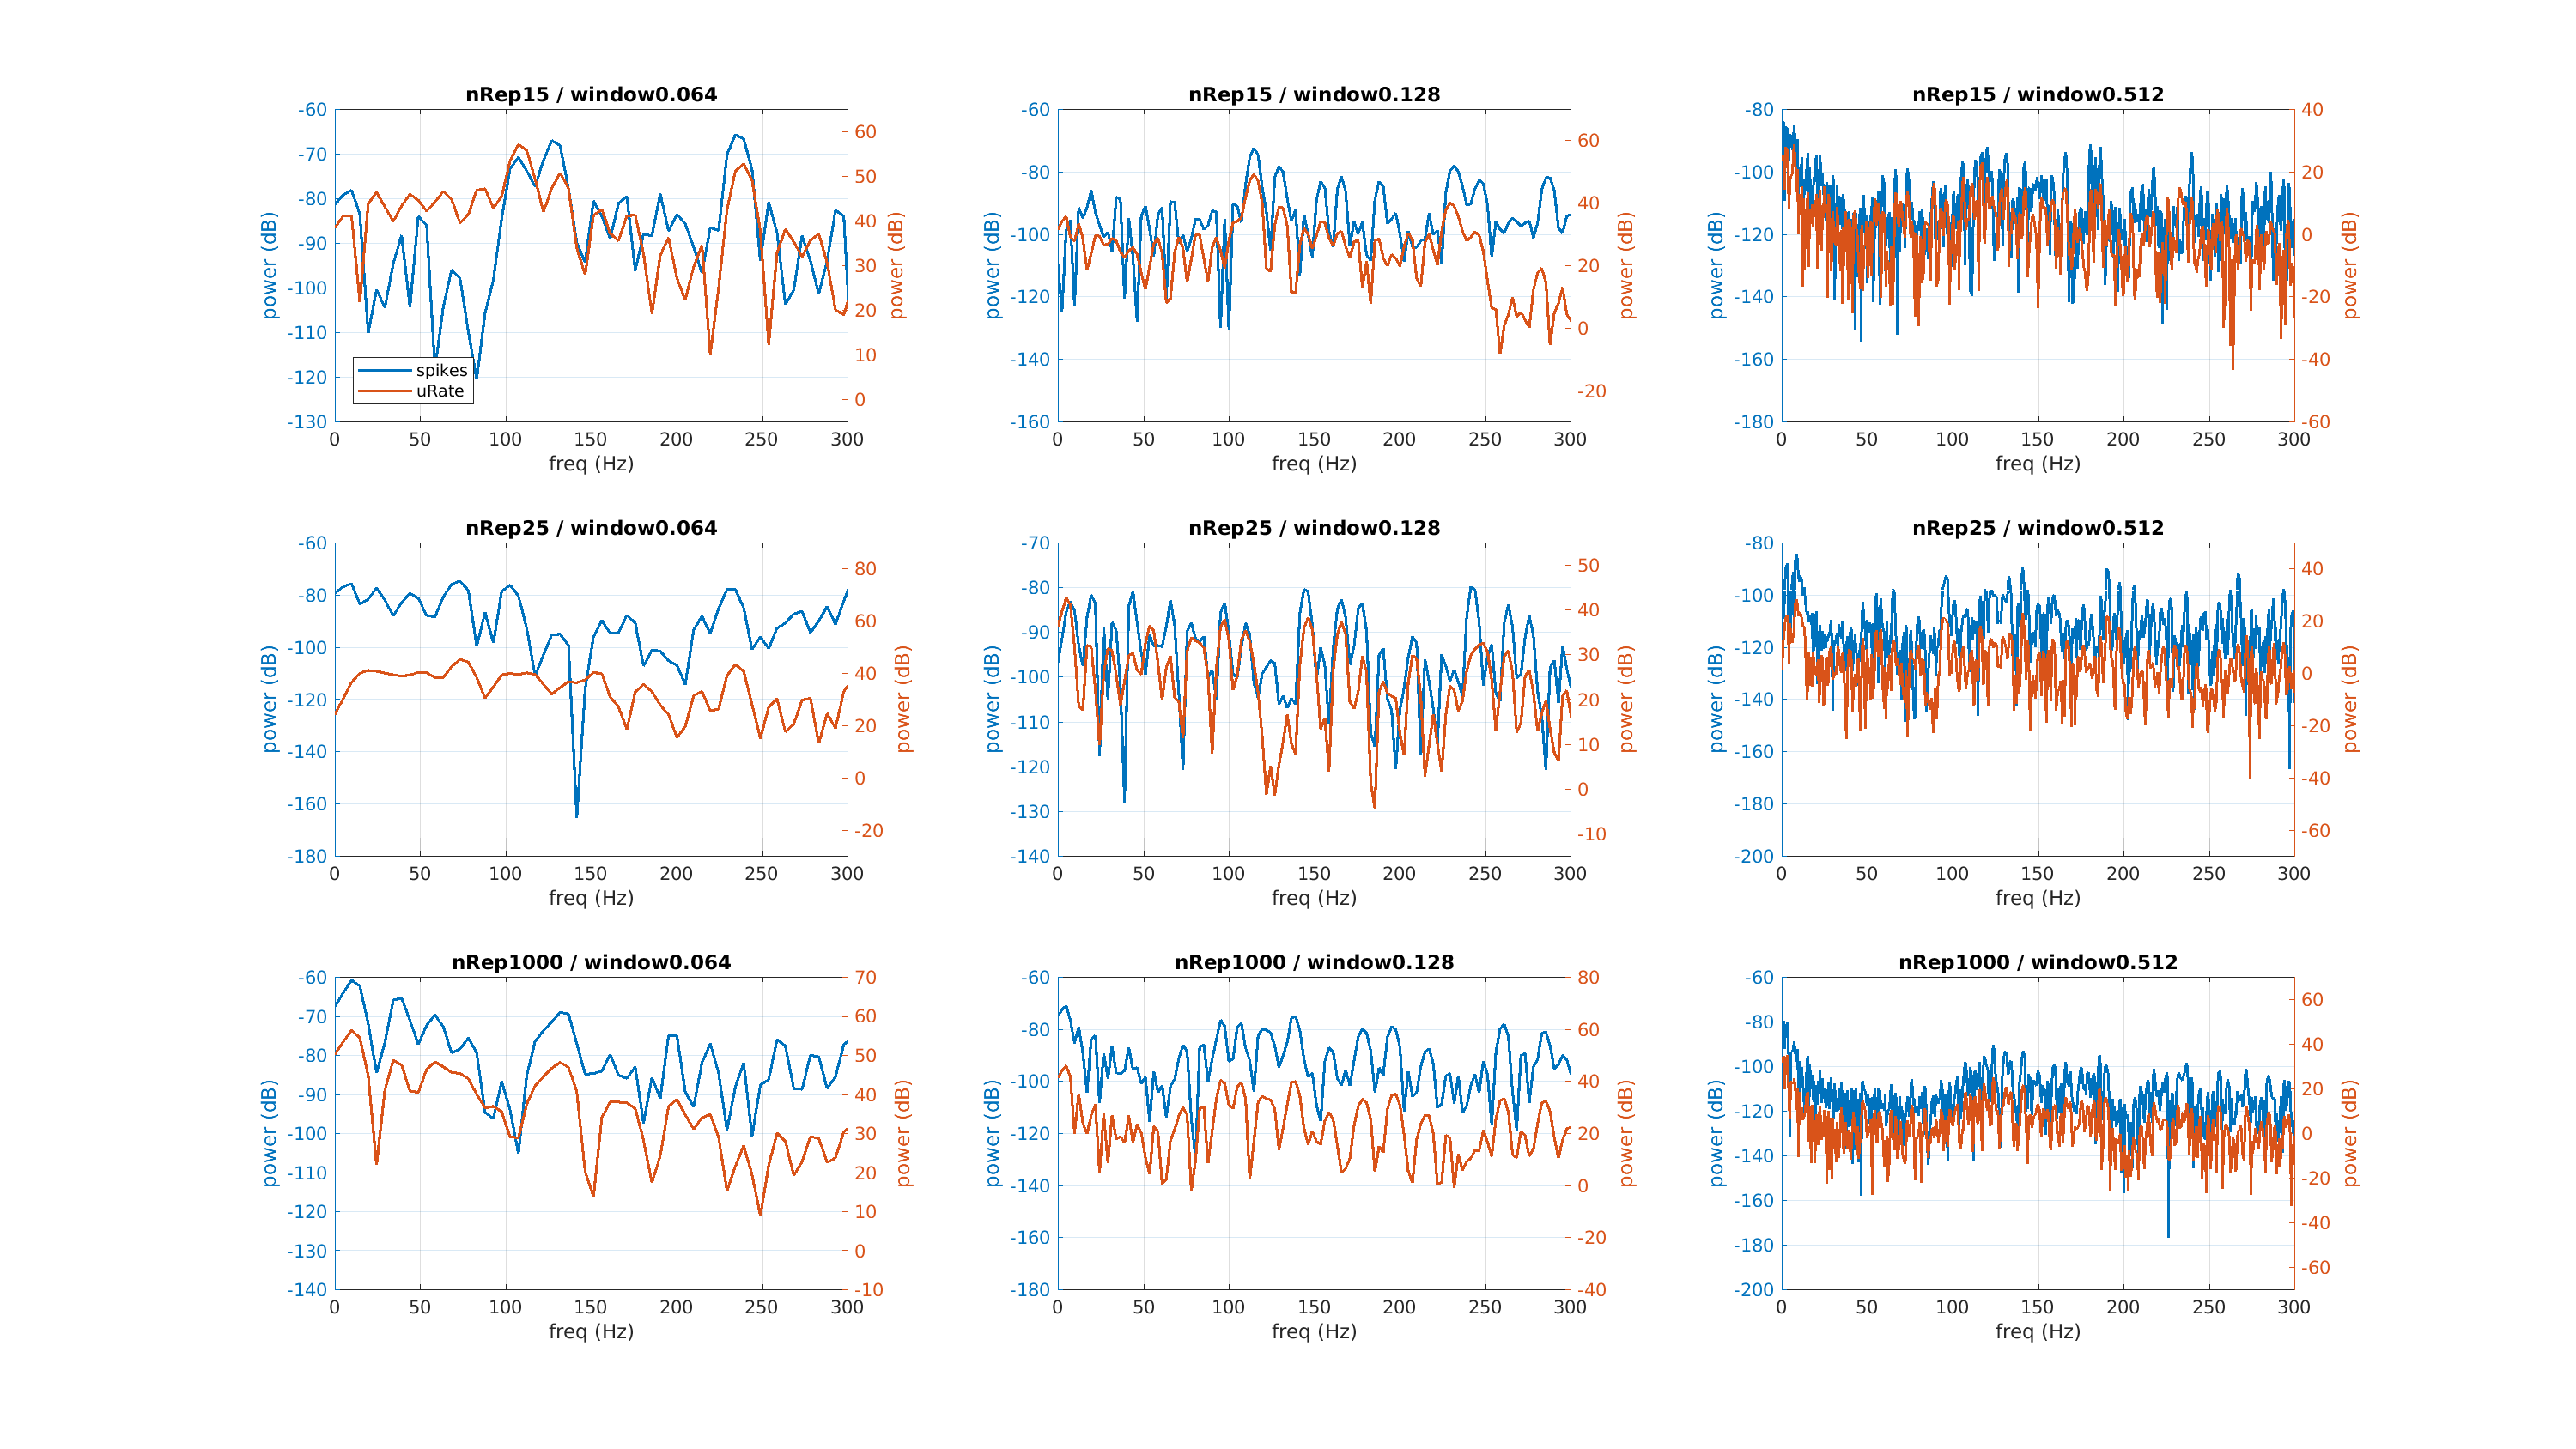 nRep15 / window0.064
-60
-70
-80
-90
-100
-110
-120
-130
60
50
40
30
20
10
0
power (dB)
power (dB)
spikes
uRate
0 50 100 150 200 250 300
freq (Hz)
nRep15 / window0.128
-60
-80
-100
-120
-140
-160
60
40
20
0
-20
power (dB)
power (dB)
0 50 100 150 200 250 300
freq (Hz)
nRep15 / window0.512
-80
-100
-120
-140
-160
-180
40
20
0
-20
-40
-60
power (dB)
power (dB)
0 50 100 150 200 250 300
freq (Hz)
nRep25 / window0.064
-60
-80
-100
-120
-140
-160
-180
80
60
40
20
0
-20
power (dB)
power (dB)
0 50 100 150 200 250 300
freq (Hz)
nRep25 / window0.128
-70
-80
-90
-100
-110
-120
-130
-140
50
40
30
20
10
0
-10
power (dB)
power (dB)
0 50 100 150 200 250 300
freq (Hz)
nRep25 / window0.512
-80
-100
-120
-140
-160
-180
-200
40
20
0
-20
-40
-60
power (dB)
power (dB)
0 50 100 150 200 250 300
freq (Hz)
nRep1000 / window0.064
-60
-70
-80
-90
-100
-110
-120
-130
-140
70
60
50
40
30
20
10
0
-10
power (dB)
power (dB)
0 50 100 150 200 250 300
freq (Hz)
nRep1000 / window0.128
-60
-80
-100
-120
-140
-160
-180
80
60
40
20
0
-20
-40
power (dB)
power (dB)
0 50 100 150 200 250 300
freq (Hz)
nRep1000 / window0.512
-60
-80
-100
-120
-140
-160
-180
-200
60
40
20
0
-20
-40
-60
power (dB)
power (dB)
0 50 100 150 200 250 300
freq (Hz)